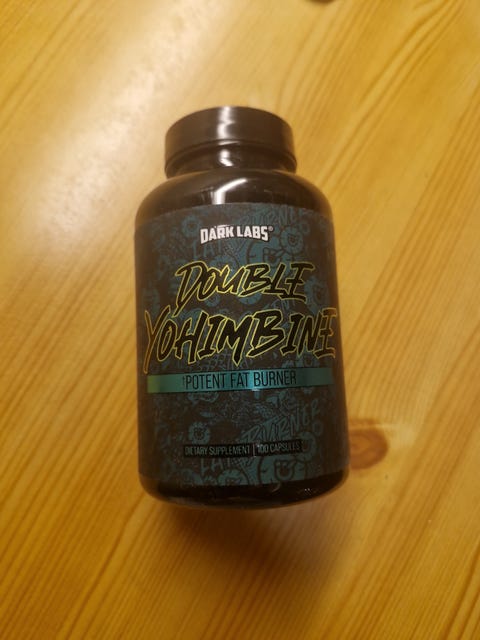 DARK LABS®
DOUBLE
YOHIMBINE
†POTENT FAT BURNER
DIETARY SUPPLEMENT | 100 CAPSULES